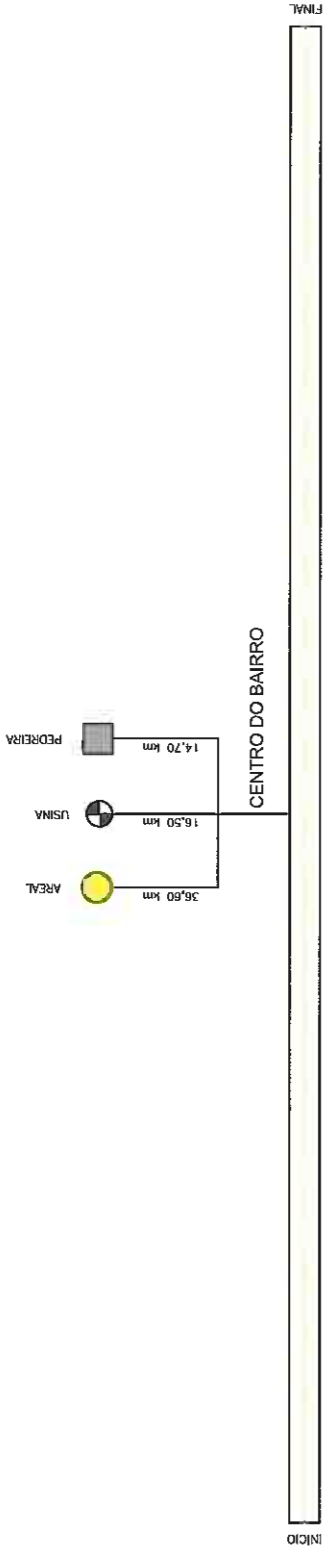 FINAL
PEDREIRA
14,70 km
USINA
16,50 km
AREAL
36,60 km
CENTRO DO BAIRRO
INÍCIO